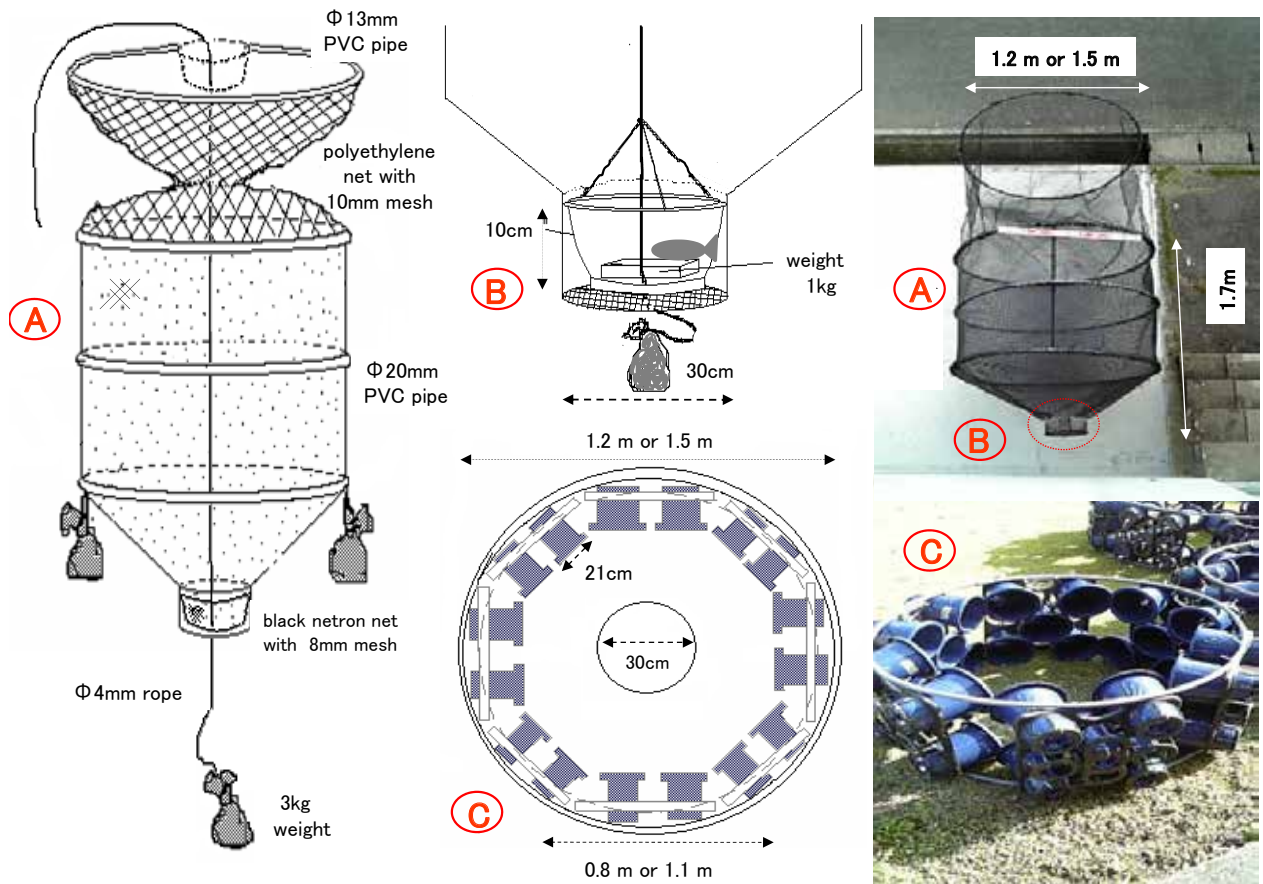 Φ13mm
PVC pipe
polyethylene
net with
10mm mesh
A
Φ20mm
PVC pipe
black netron net
with 8mm mesh
Φ4mm rope
3kg
weight
10cm
B
weight
1kg
30cm
1.2 m or 1.5 m
21cm
30cm
C
0.8 m or 1.1 m
1.2 m or 1.5 m
A
1.7m
B
C